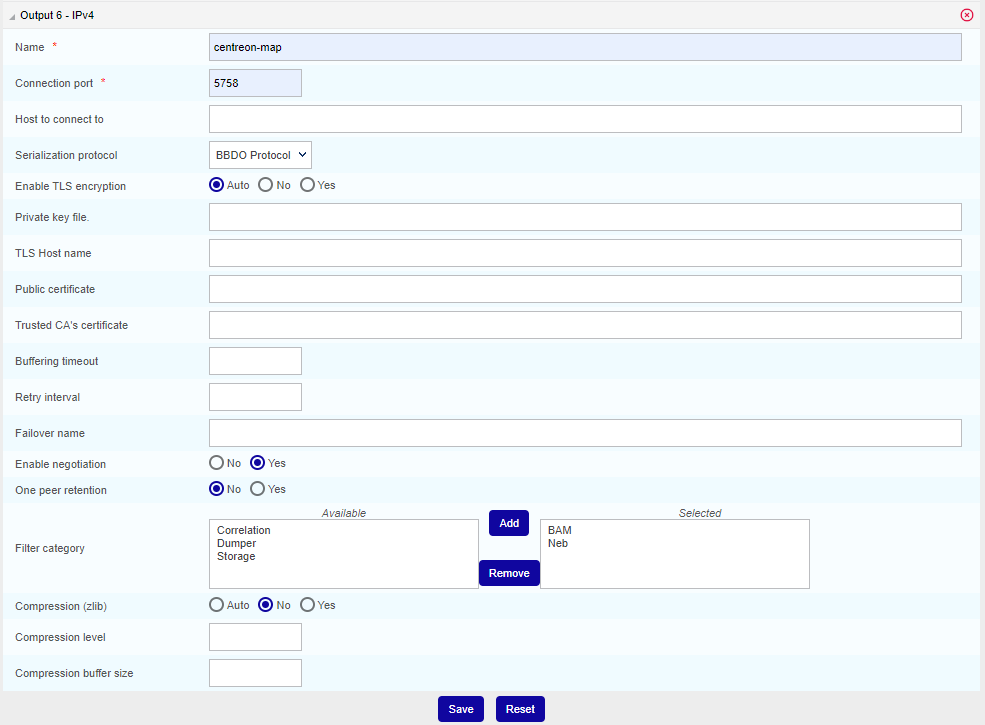 Output 6 - IPv4
Name *
centreon-map
Connection port *
5758
Host to connect to
Serialization protocol
BBDO Protocol
Enable TLS encryption
Auto No Yes
Private key file.
TLS Host name
Public certificate
Trusted CA's certificate
Buffering timeout
Retry interval
Failover name
Enable negotiation
No Yes
One peer retention
No Yes
Filter category
Available
Correlation
Dumper
Storage
Add
Remove
Selected
BAM
Neb
Compression (zlib)
Auto No Yes
Compression level
Compression buffer size
Save Reset